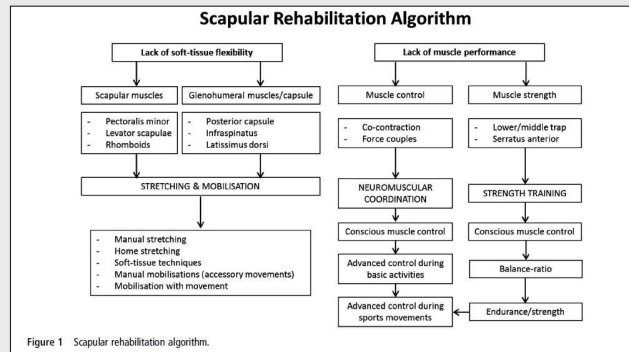 Scapular Rehabilitation Algorithm
Lack of soft-tissue flexibility
Scapular muscles
Glenohumeral muscles/capsule
- Pectoralis minor
- Levator scapulae
- Rhomboids
- Posterior capsule
- Infraspinatus
- Latissimus dorsi
STRETCHING & MOBILISATION
- Manual stretching
- Home stretching
- Soft-tissue techniques
- Manual mobilisations (accessory movements)
- Mobilisation with movement
Lack of muscle performance
Muscle control
Muscle strength
- Co-contraction
- Force couples
- Lower/middle trap
- Serratus anterior
NEUROMUSCULAR
COORDINATION
STRENGTH TRAINING
Conscious muscle control
Conscious muscle control
Advanced control during
basic activities
Balance-ratio
Advanced control during
sports movements
Endurance/strength
Figure 1 Scapular rehabilitation algorithm.